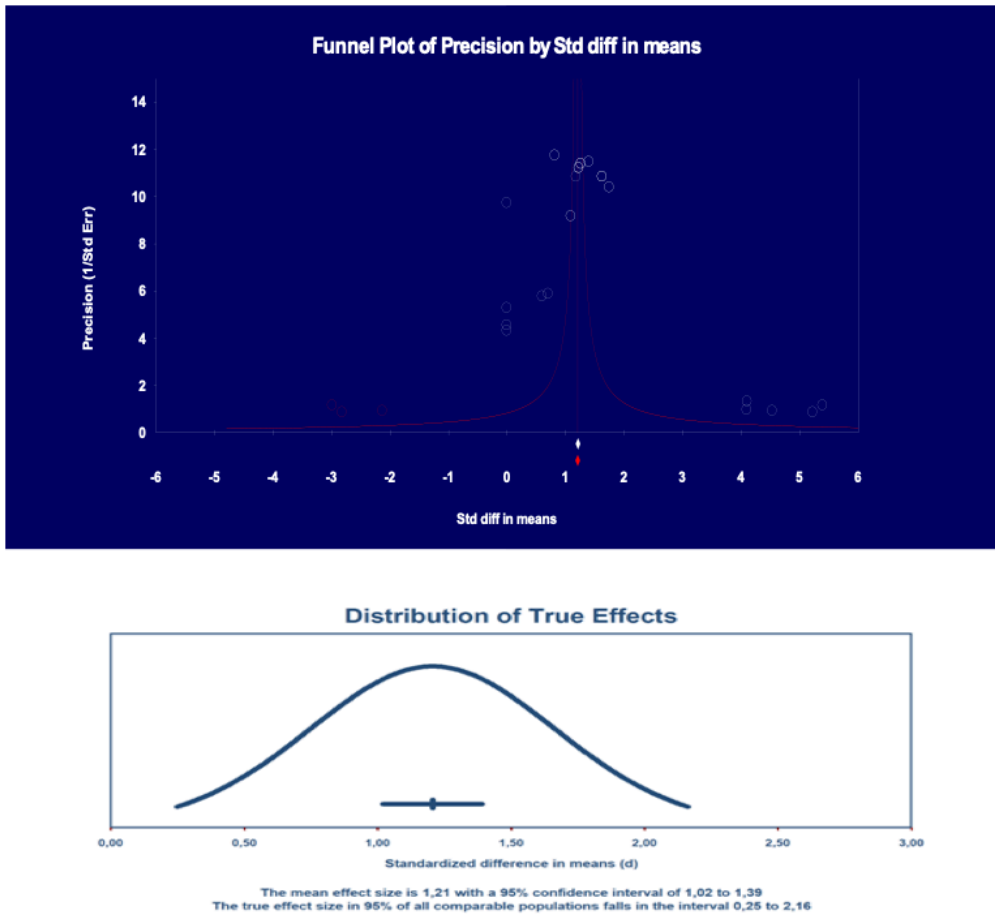 Funnel Plot of Precision by Std diff in means
14
12
10
8
6
4
2
0
Precision (1/Std Err)
-6 -5 -4 -3 -2 -1 0 1 2 3 4 5 6
Std diff in means
Distribution of True Effects
0,00 0,50 1,00 1,50 2,00 2,50 3,00
Standardized difference in means (d)
The mean effect size is 1,21 with a 95% confidence interval of 1,02 to 1,39
The true effect size in 95% of all comparable populations falls in the interval 0,25 to 2,16